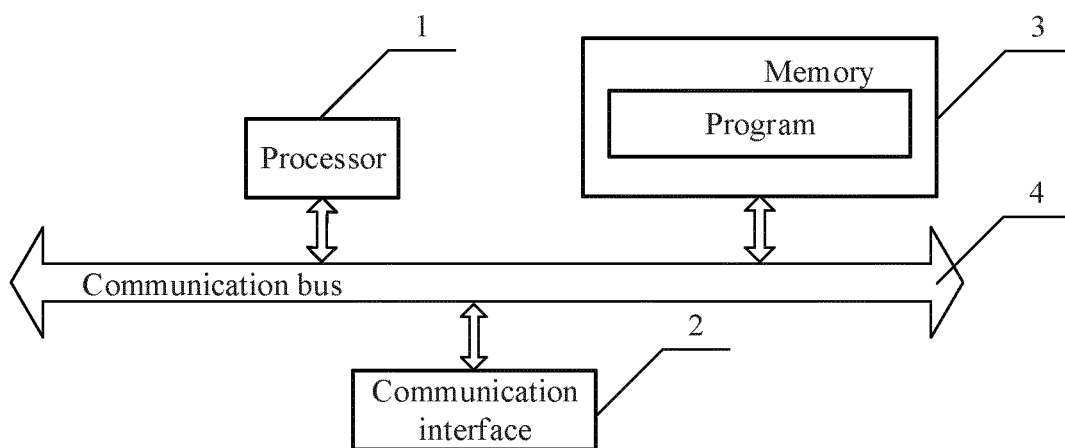 1
3
Memory
Program
Processor
4
Communication bus
2
Communication
interface